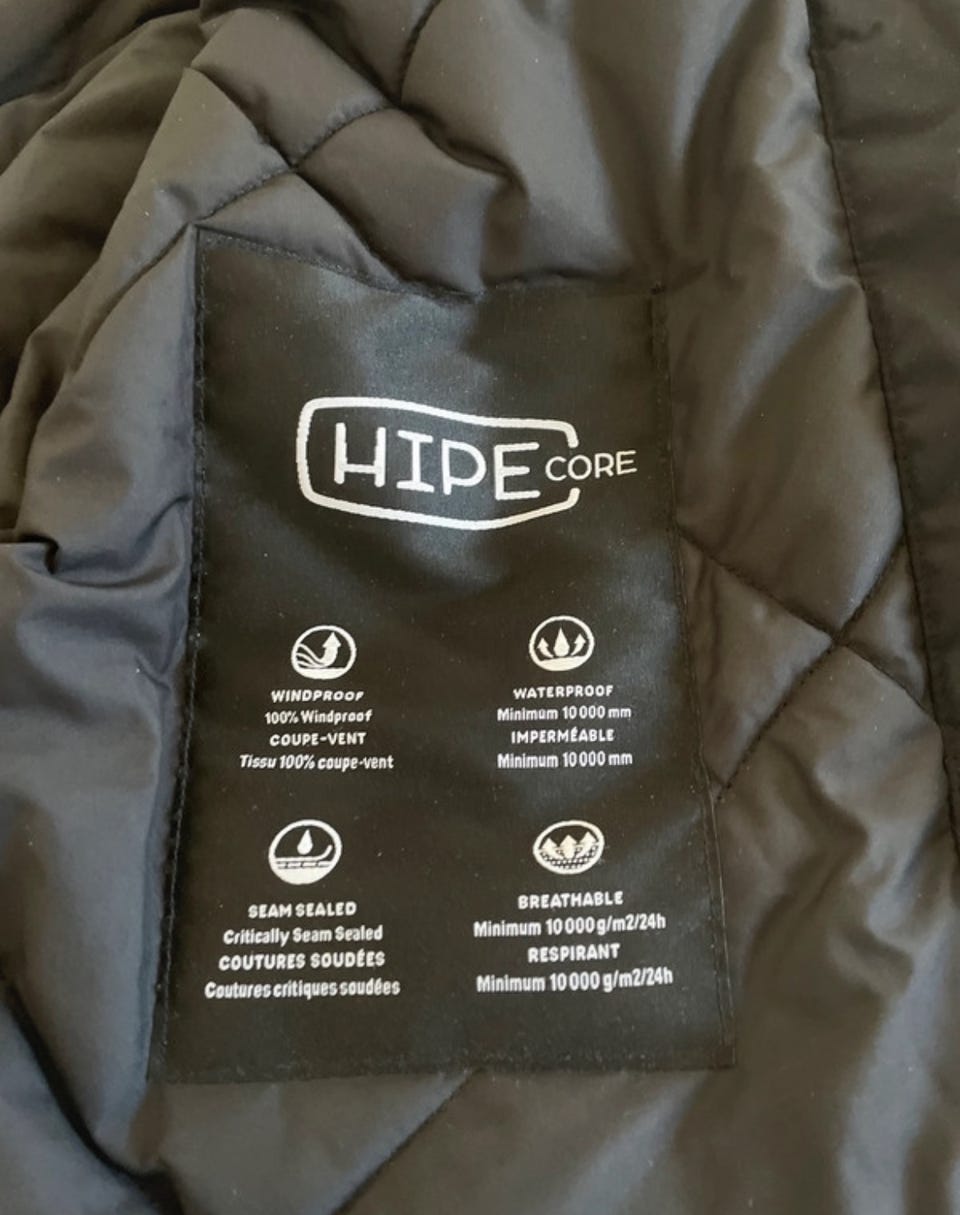 HIPE CORE
WINDPROOF
100% Windproof
COUPE-VENT
Tissu 100% coupe-vent
WATERPROOF
Minimum 10 000 mm
IMPERMÉABLE
Minimum 10 000 mm
SEAM SEALED
Critically Seam Sealed
COUTURES SOUDÉES
Coutures critiques soudées
BREATHABLE
Minimum 10 000 g/m2/24h
RESPIRANT
Minimum 10 000 g/m2/24h